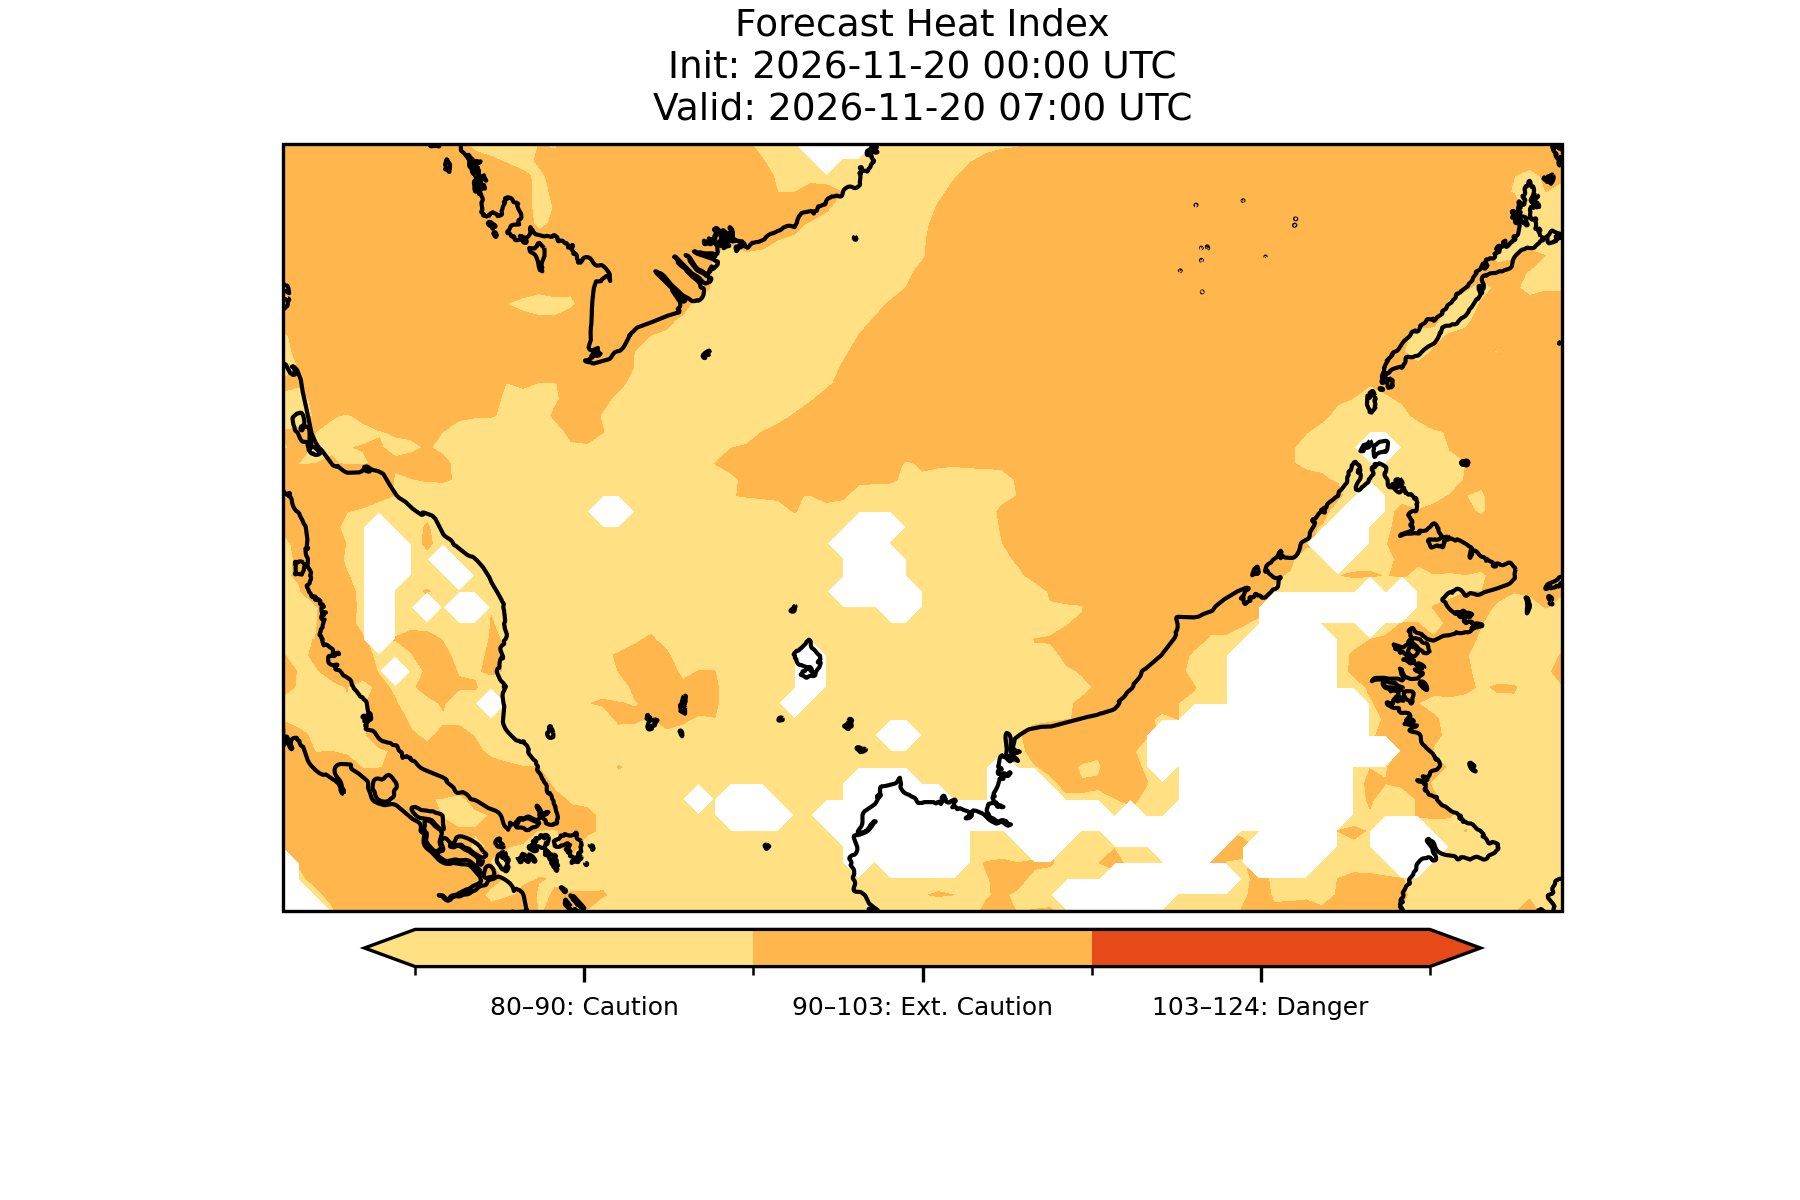 Forecast Heat Index
Init: 2026-11-20 00:00 UTC
Valid: 2026-11-20 07:00 UTC
80–90: Caution
90–103: Ext. Caution
103–124: Danger